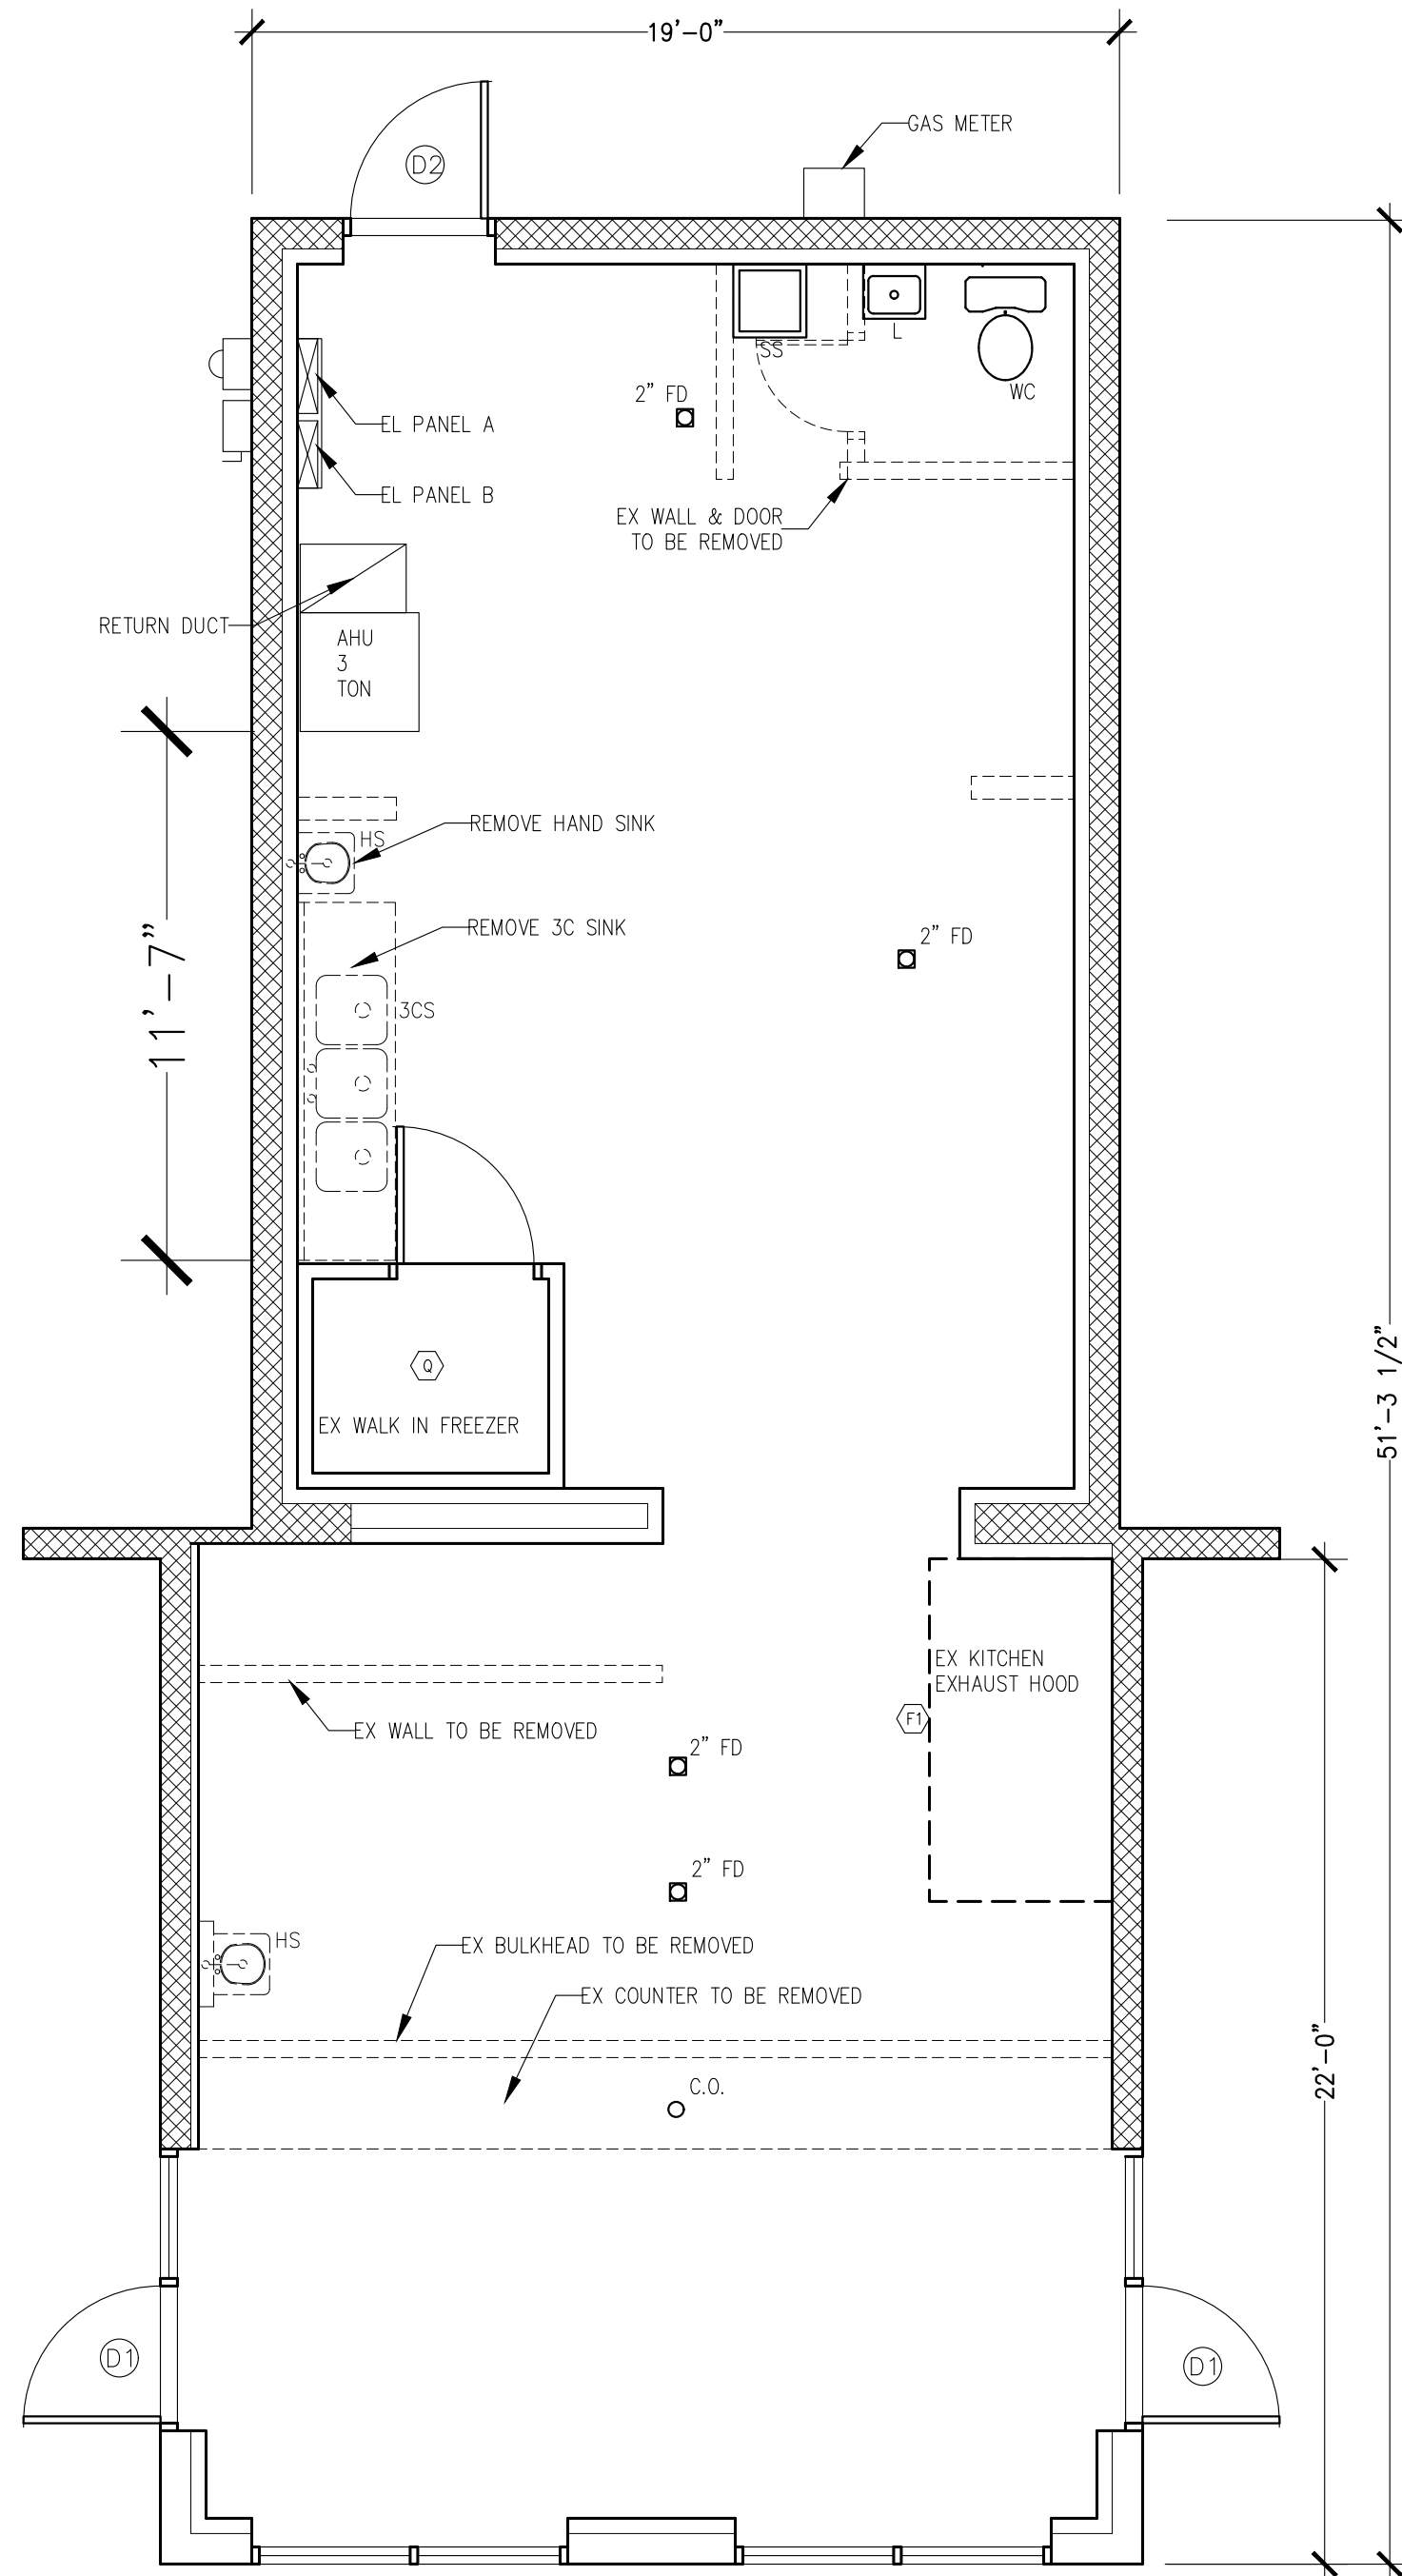 19'-0"
GAS METER
D2
SS
L
WC
2" FD
EL PANEL A
EL PANEL B
EX WALL & DOOR
TO BE REMOVED
RETURN DUCT
AHU
3
TON
REMOVE HAND SINK
HS
REMOVE 3C SINK
2" FD
11'-7"
3CS
51'-3 1/2"
Q
EX WALK IN FREEZER
EX KITCHEN
EXHAUST HOOD
F1
EX WALL TO BE REMOVED
2" FD
2" FD
HS
EX BULKHEAD TO BE REMOVED
EX COUNTER TO BE REMOVED
22'-0"
C.O.
D1
D1